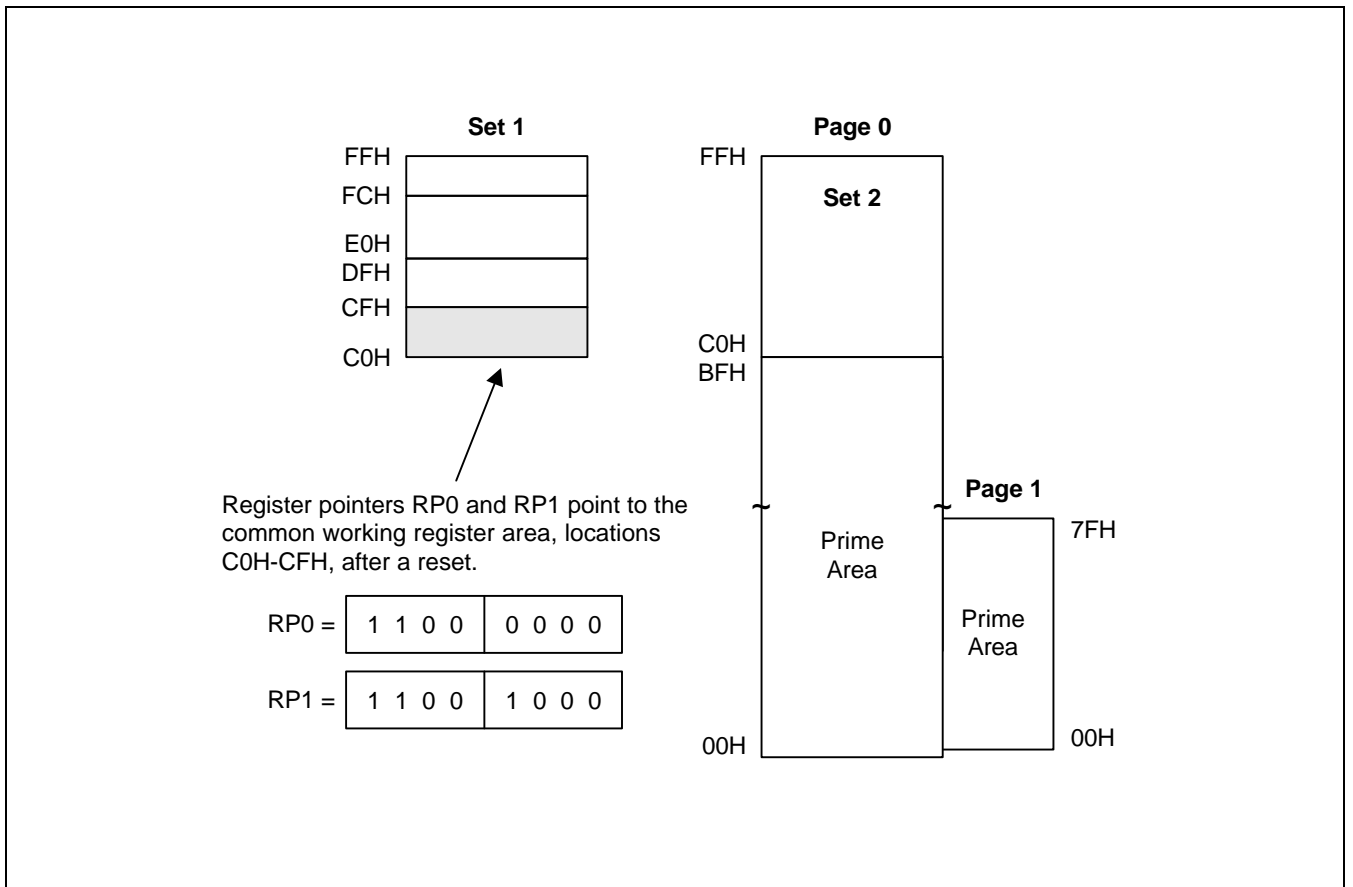 Set 1
FFH
FCH
E0H
DFH
CFH
C0H
Register pointers RP0 and RP1 point to the
common working register area, locations
C0H-CFH, after a reset.
RP0 = 1 1 0 0 0 0 0 0
RP1 = 1 1 0 0 1 0 0 0
Page 0
FFH
Set 2
C0H
BFH
~ ~
Prime
Area
00H
Page 1
7FH
Prime
Area
00H